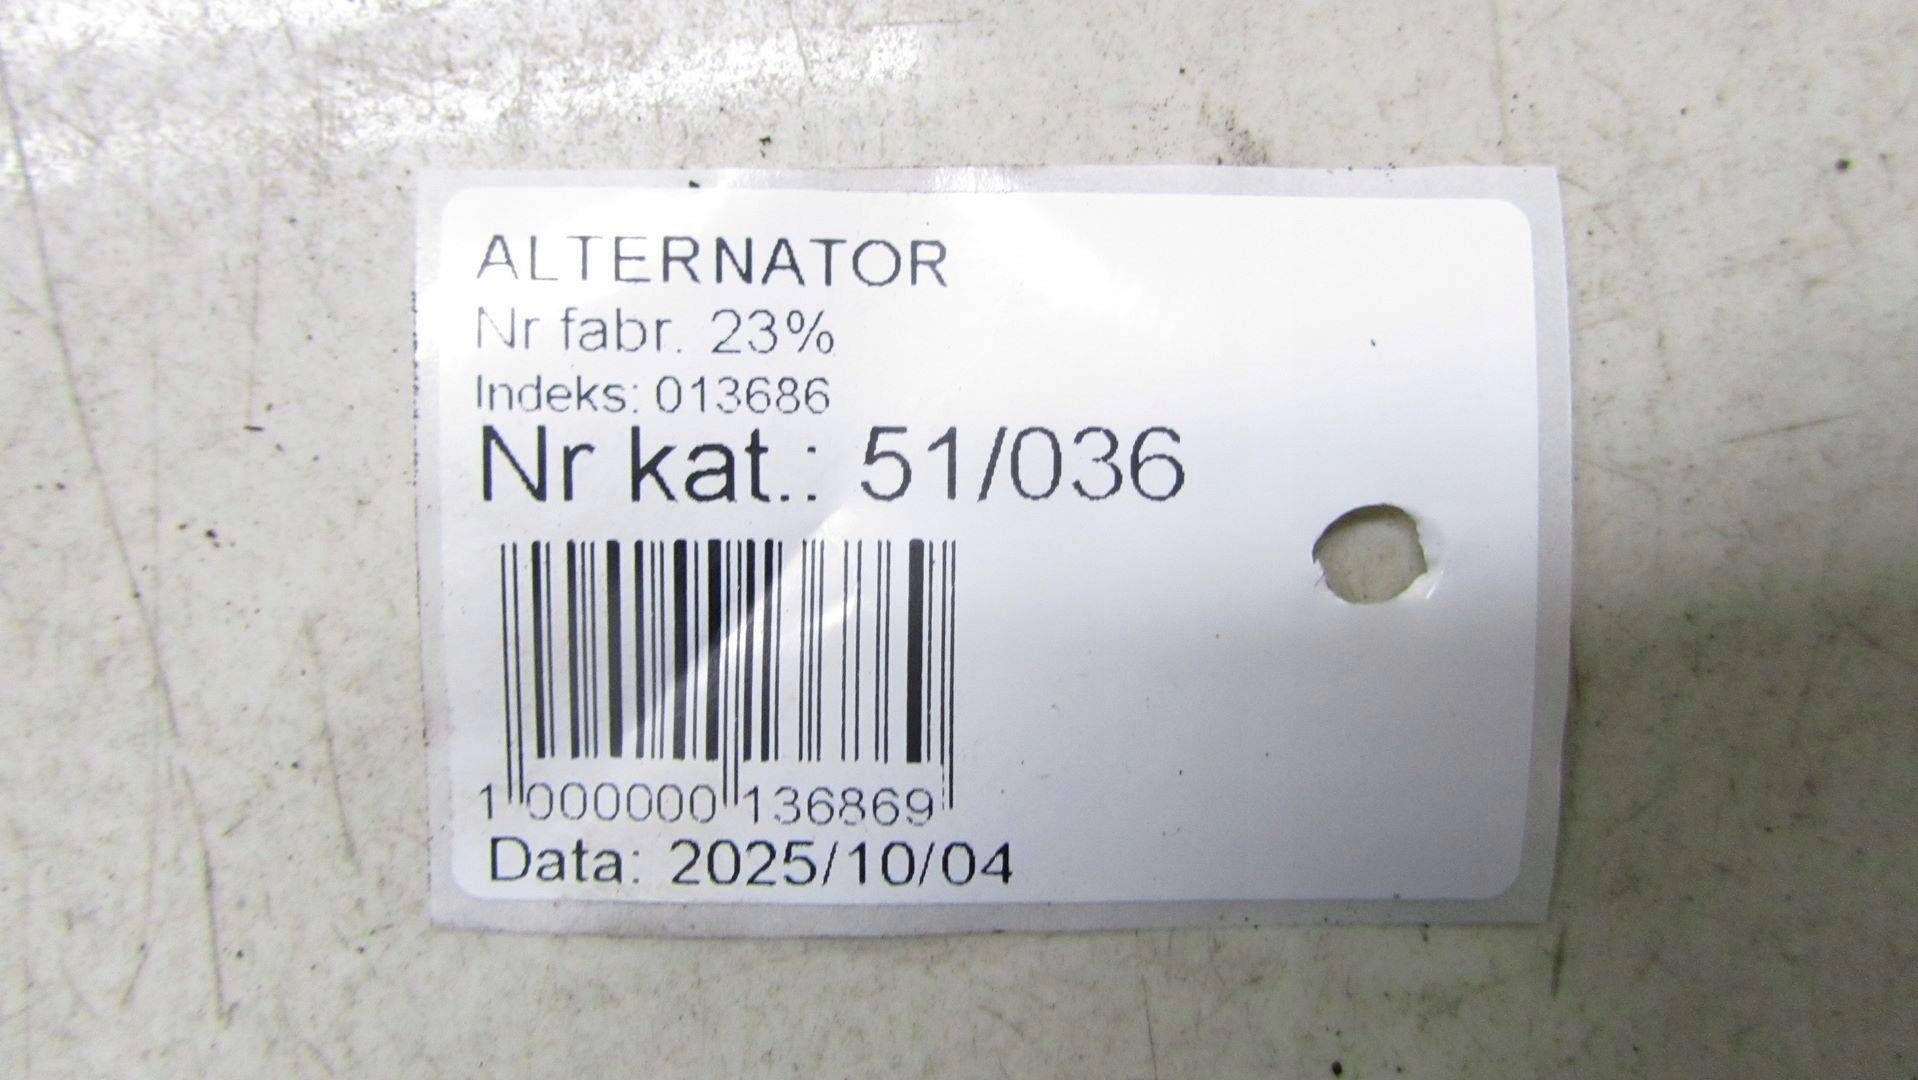 ALTERNATOR
Nr fabr. 23%
Indeks: 013686
Nr kat.: 51/036
1 000000 136869
Data: 2025/10/04